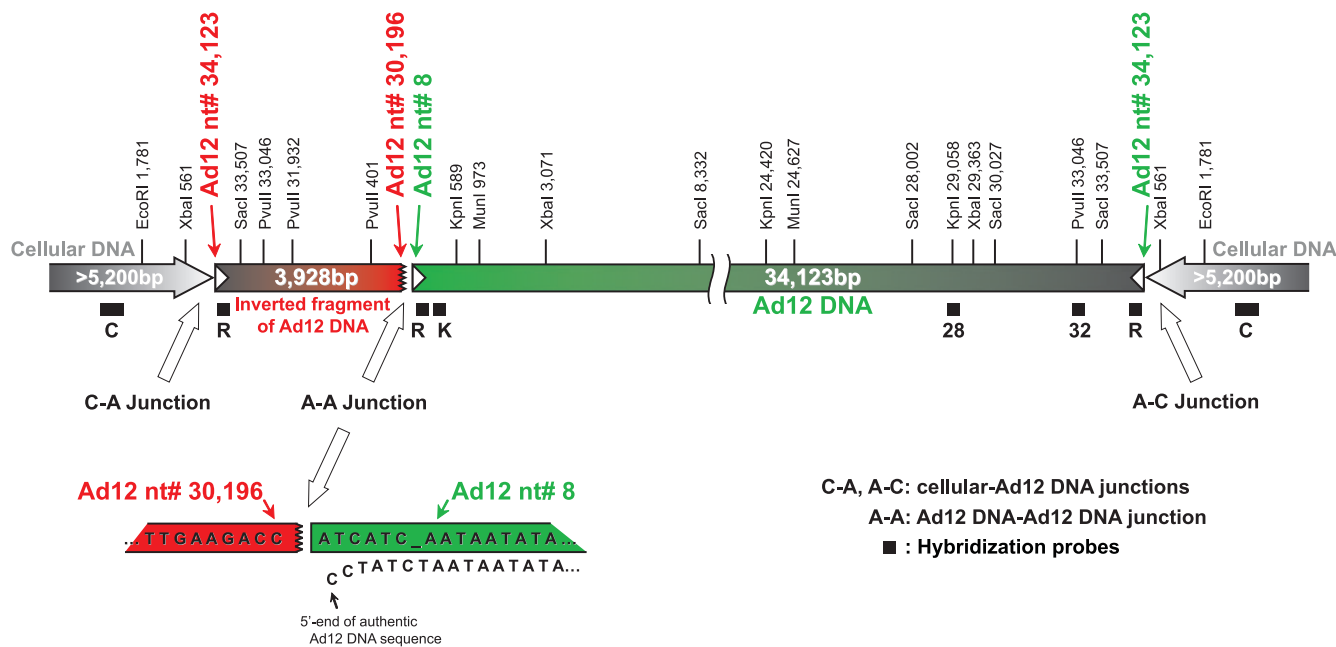 Ad12 nt# 34,123
Ad12 nt# 30,196
Ad12 nt# 8
Ad12 nt# 34,123
EcoRI 1,781
XbaI 561
SacI 33,507
PvuII 33,046
PvuII 31,932
PvuII 401
KpnI 589
MunI 973
XbaI 3,071
SacI 8,332
KpnI 24,420
MunI 24,627
SacI 28,002
KpnI 29,058
XbaI 29,363
SacI 30,027
PvuII 33,046
SacI 33,507
XbaI 561
EcoRI 1,781
Cellular DNA
Cellular DNA
>5,200bp
3,928bp
34,123bp
>5,200bp
Inverted fragment
of Ad12 DNA
Ad12 DNA
C
R
R
K
28
32
R
C
C-A Junction
A-A Junction
A-C Junction
Ad12 nt# 30,196
Ad12 nt# 8
...TTGAAGACC
ATCATC_AATAATATA...
CCTATCTAATAATATA...
5'-end of authentic
Ad12 DNA sequence
C-A, A-C: cellular-Ad12 DNA junctions
A-A: Ad12 DNA-Ad12 DNA junction
: Hybridization probes